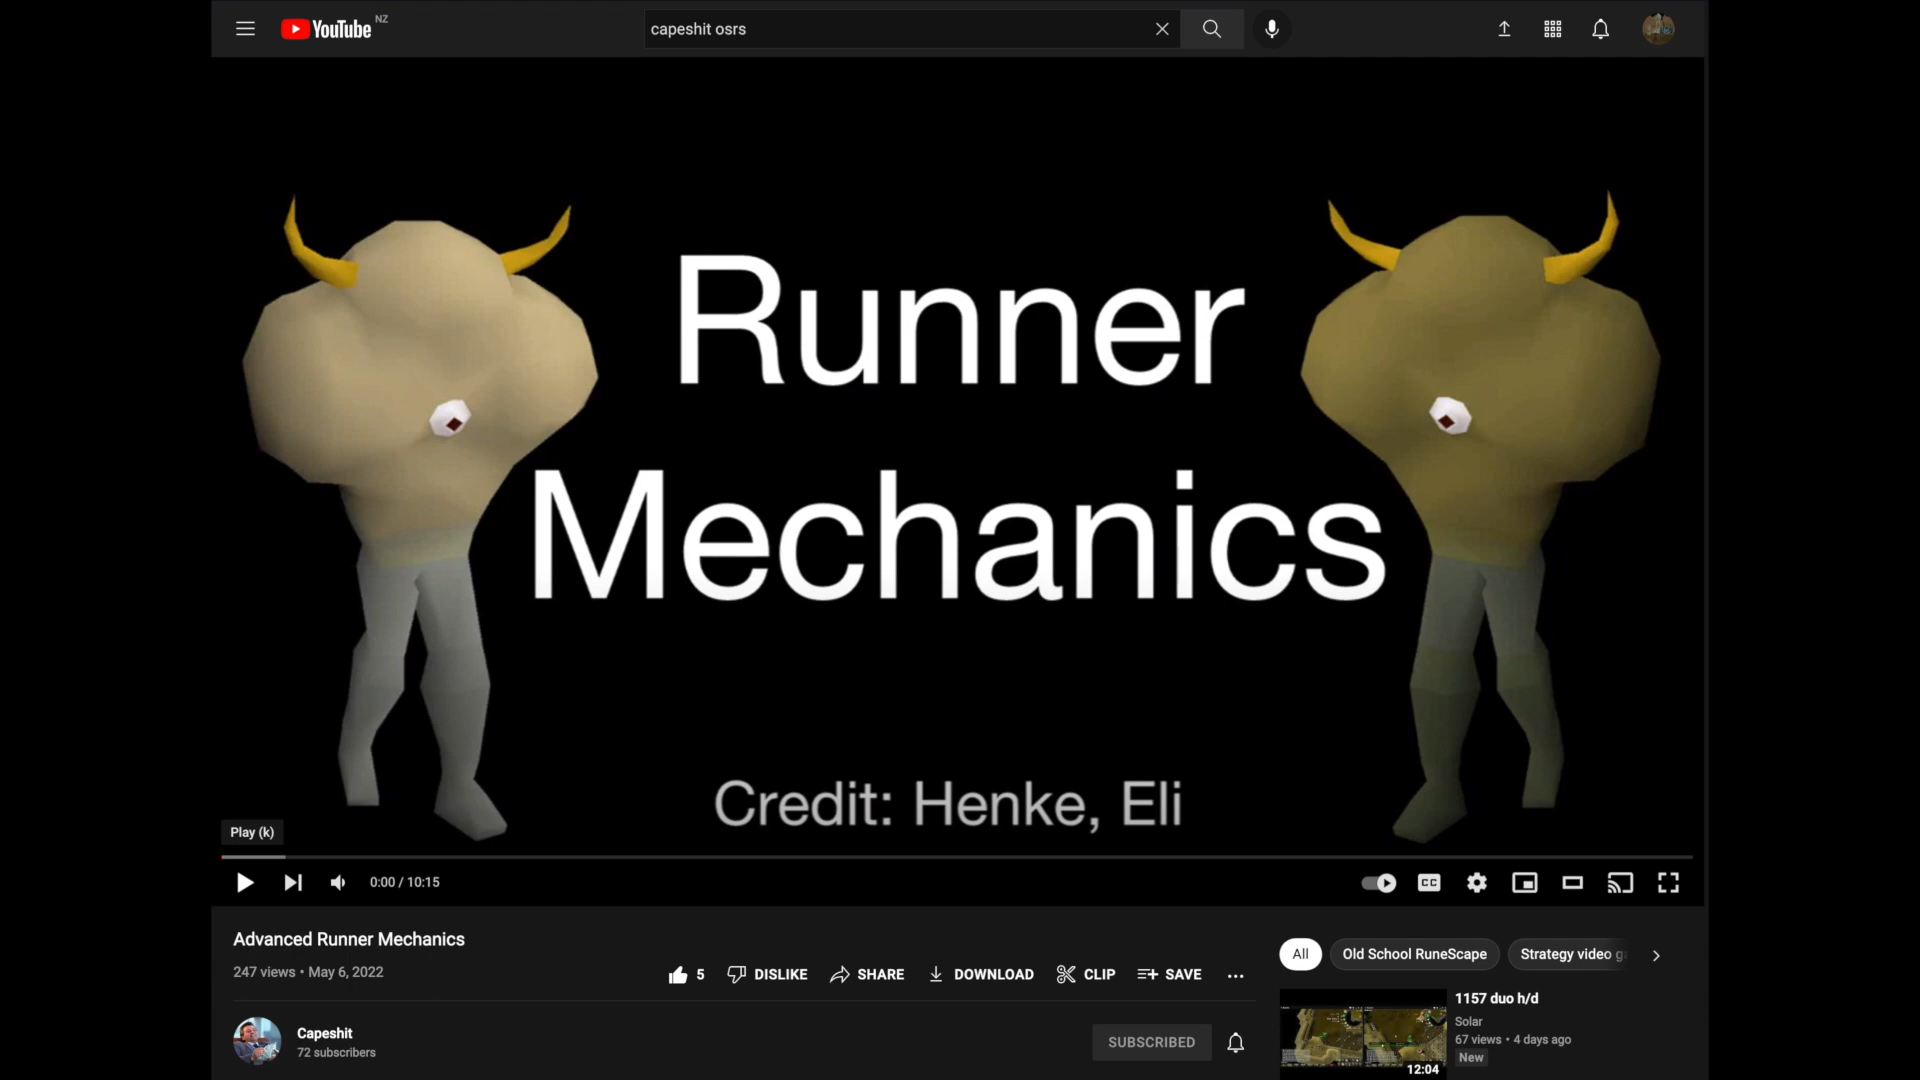 YouTube NZ
capeshit osrs
Runner
Mechanics
Credit: Henke, Eli
Play (k)
0:00 / 10:15
CC
Advanced Runner Mechanics
247 views • May 6, 2022
5 DISLIKE SHARE DOWNLOAD CLIP SAVE
Capeshit
72 subscribers
SUBSCRIBED
All Old School RuneScape Strategy video
1157 duo h/d
Solar
67 views • 4 days ago
New
12:04